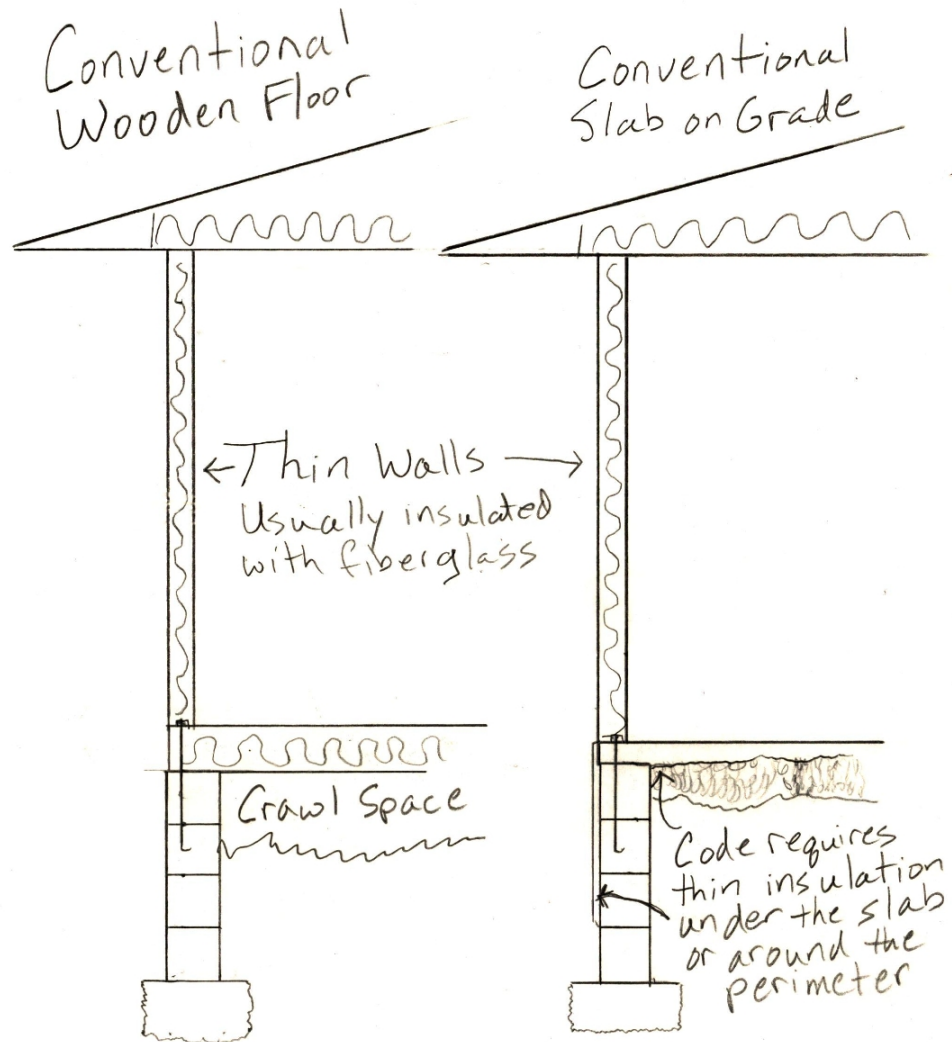 Conventional
Wooden Floor
Conventional
Slab on Grade
Thin Walls
Usually insulated
with fiberglass
Crawl Space
Code requires
thin insulation
under the slab
or around the
perimeter